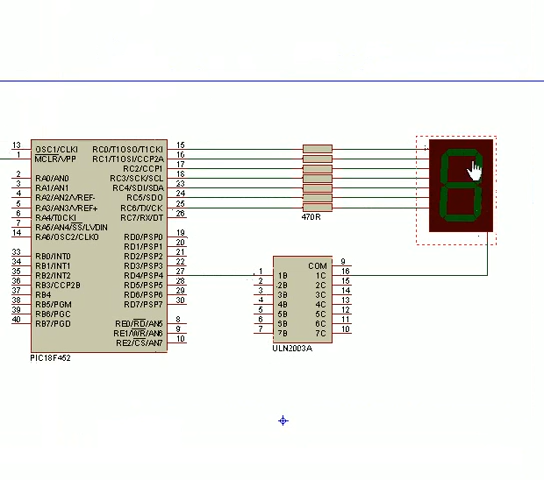 13 OSC1/CLKI RC0/T1OSO/T1CKI 15
1 MCLR/VPP RC1/T1OSI/CCP2A 16
RC2/CCP1 17
2 RA0/AN0 RC3/SCK/SCL 18
3 RA1/AN1 RC4/SDI/SDA 23
4 RA2/AN2/VREF- RC5/SDO 24
5 RA3/AN3/VREF+ RC6/TX/CK 25
6 RA4/T0CKI RC7/RX/DT 26
7 RA5/AN4/SS/LVDIN
14 RA6/OSC2/CLKO RD0/PSP0 19
RD1/PSP1 20
33 RB0/INT0 RD2/PSP2 21
34 RB1/INT1 RD3/PSP3 22
35 RB2/INT2 RD4/PSP4 27
36 RB3/CCP2B RD5/PSP5 28
37 RB4 RD6/PSP6 29
38 RB5/PGM RD7/PSP7 30
39 RB6/PGC
40 RB7/PGD RE0/RD/AN5 8
RE1/WR/AN6 9
RE2/CS/AN7 10
PIC18F452
470R
COM 9
1 1B 1C 16
2 2B 2C 15
3 3B 3C 14
4 4B 4C 13
5 5B 5C 12
6 6B 6C 11
7 7B 7C 10
ULN2003A